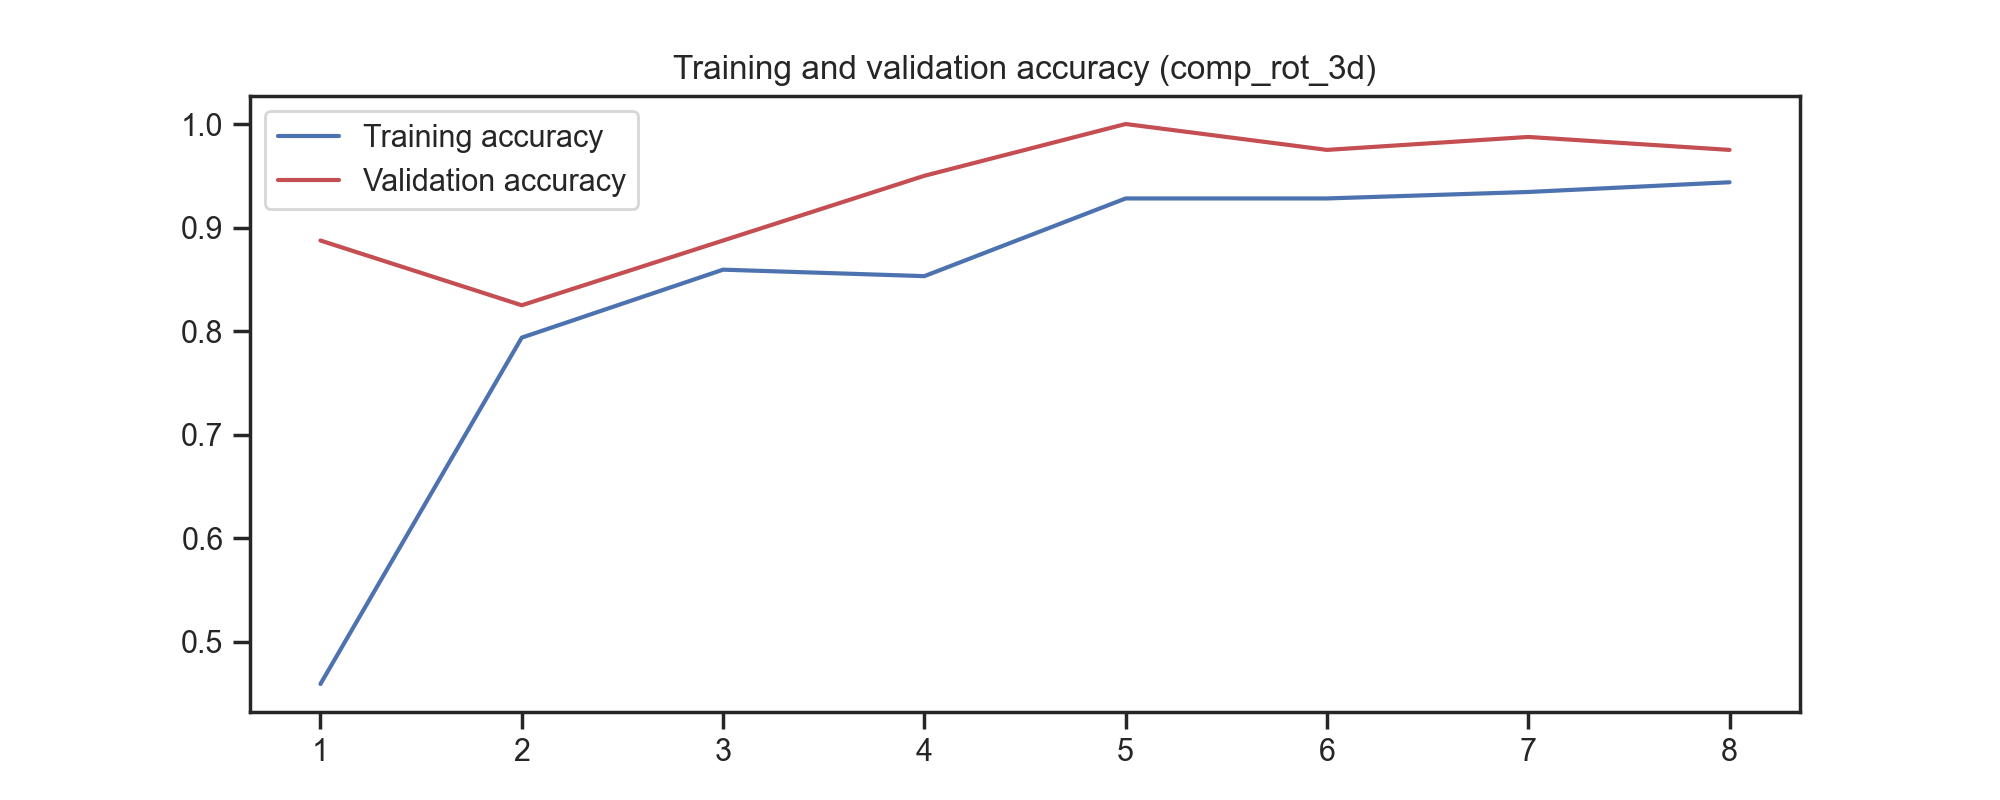 Training and validation accuracy (comp_rot_3d)
Training accuracy
Validation accuracy
1.0
0.9
0.8
0.7
0.6
0.5
1 2 3 4 5 6 7 8